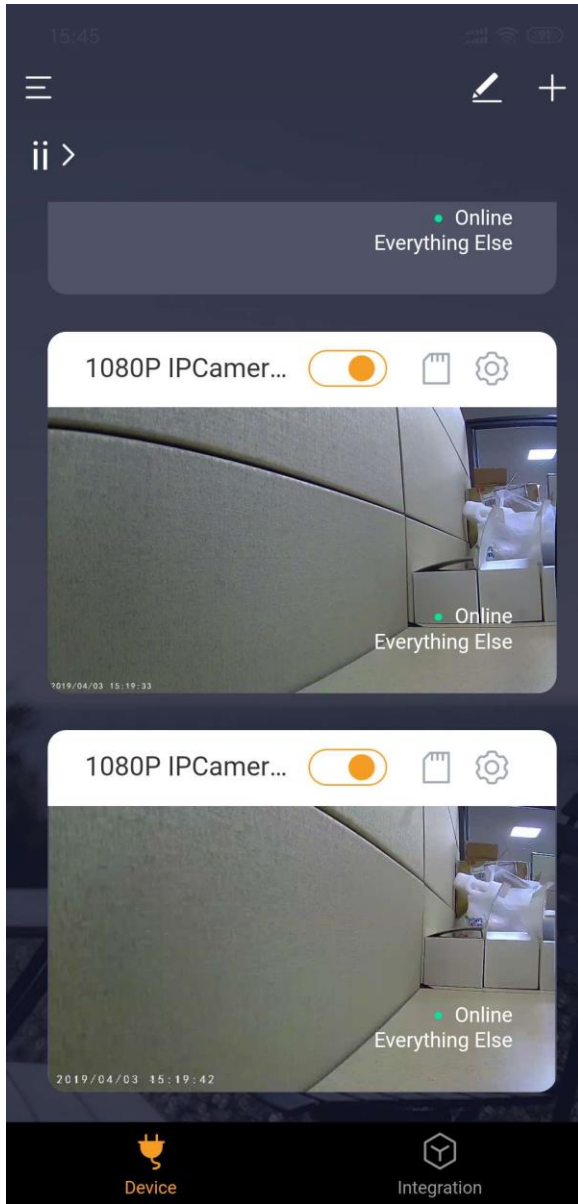 15:45
91
ii >
Online
Everything Else
1080P IPCamer...
Online
Everything Else
2019/04/03 15:19:33
1080P IPCamer...
Online
Everything Else
2019/04/03 15:19:42
Device
Integration